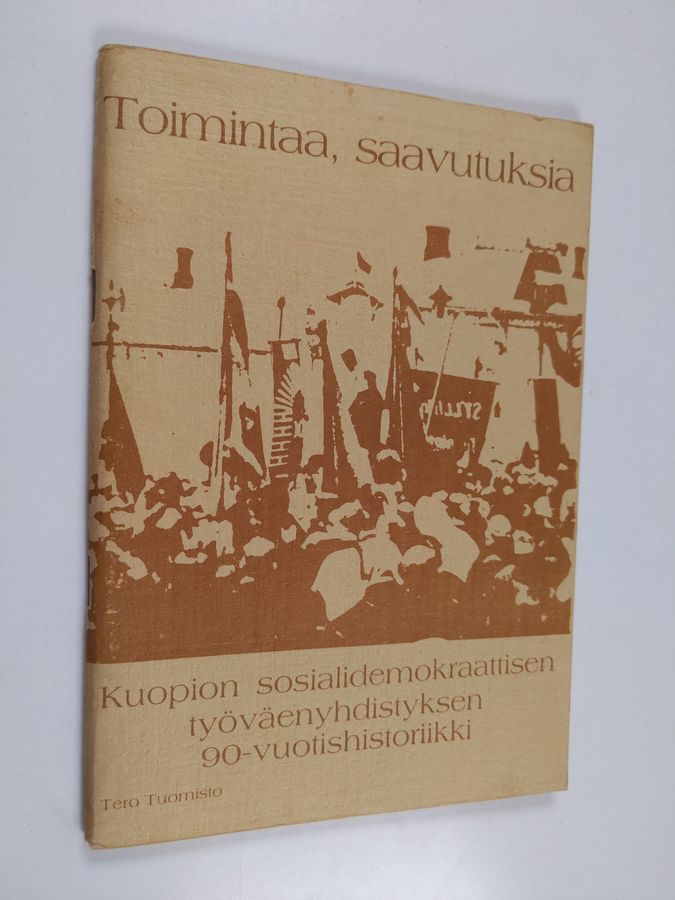 Toimintaa, saavutuksia
Kuopion sosialidemokraattisen
työväenyhdistyksen
90-vuotishistoriikki
Tero Tuomisto